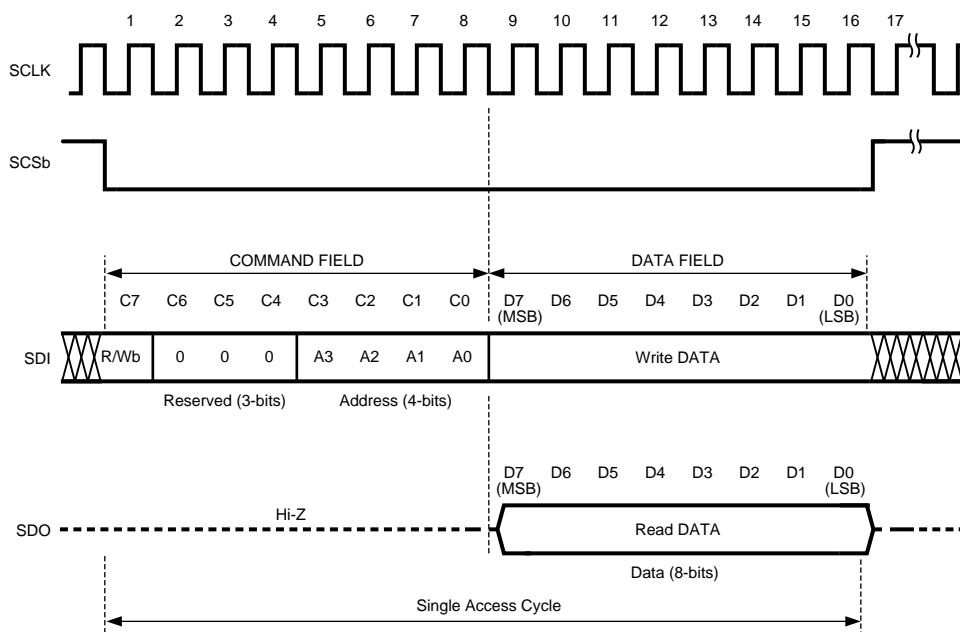 1 2 3 4 5 6 7 8 9 10 11 12 13 14 15 16 17
SCLK
SCSb
COMMAND FIELD DATA FIELD
C7 C6 C5 C4 C3 C2 C1 C0 D7 D6 D5 D4 D3 D2 D1 D0
(MSB) (LSB)
SDI R/Wb 0 0 0 A3 A2 A1 A0 Write DATA
Reserved (3-bits) Address (4-bits)
D7 D6 D5 D4 D3 D2 D1 D0
(MSB) (LSB)
Hi-Z
SDO Read DATA
Data (8-bits)
Single Access Cycle